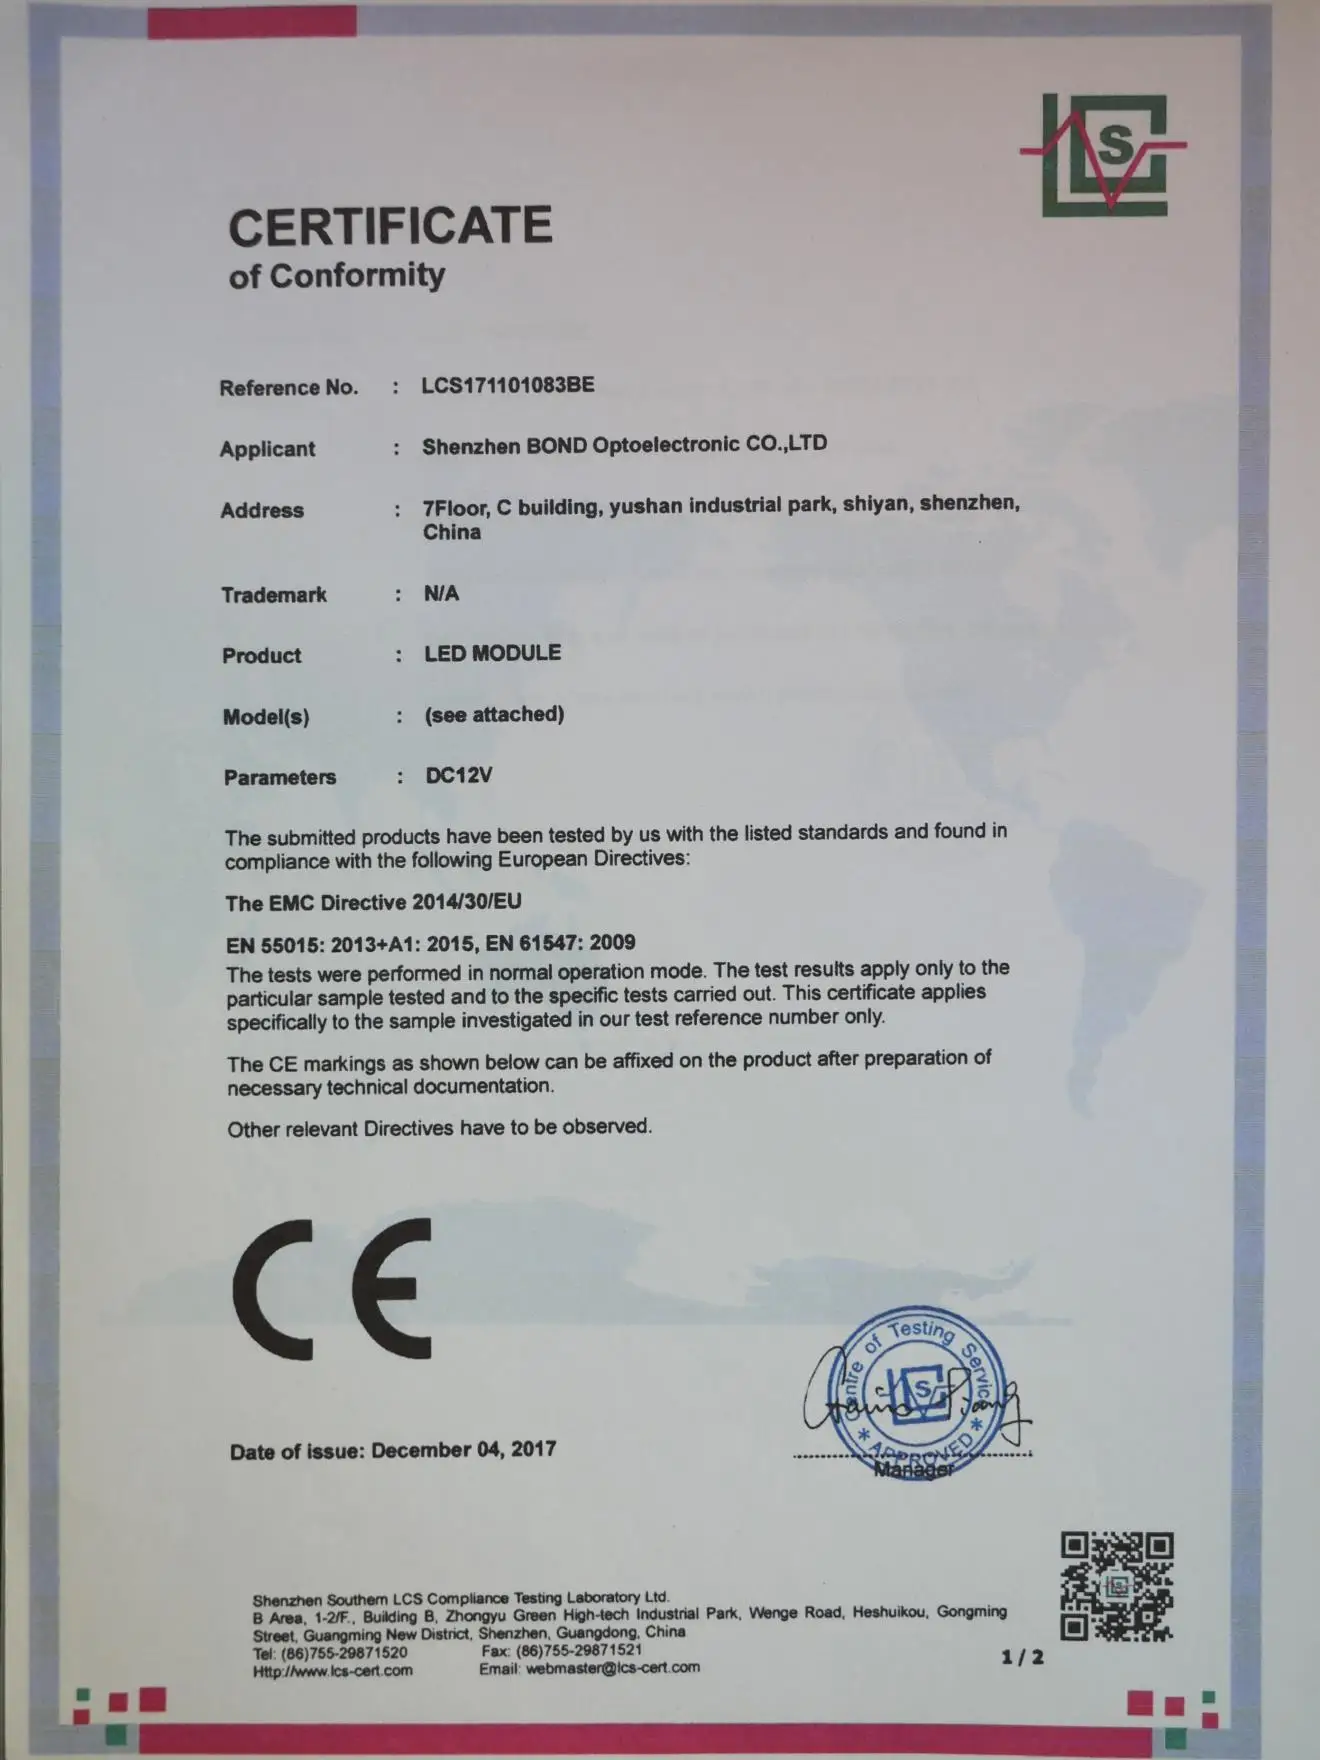 LCS
CERTIFICATE
of Conformity
Reference No. : LCS171101083BE
Applicant : Shenzhen BOND Optoelectronic CO.,LTD
Address : 7Floor, C building, yushan industrial park, shiyan, shenzhen,
China
Trademark : N/A
Product : LED MODULE
Model(s) : (see attached)
Parameters : DC12V
The submitted products have been tested by us with the listed standards and found in
compliance with the following European Directives:
The EMC Directive 2014/30/EU
EN 55015: 2013+A1: 2015, EN 61547: 2009
The tests were performed in normal operation mode. The test results apply only to the
particular sample tested and to the specific tests carried out. This certificate applies
specifically to the sample investigated in our test reference number only.
The CE markings as shown below can be affixed on the product after preparation of
necessary technical documentation.
Other relevant Directives have to be observed.
CE
Centre of Testing Service
LCS
* APPROVED *
Manager
Date of issue: December 04, 2017
Shenzhen Southern LCS Compliance Testing Laboratory Ltd.
B Area, 1-2/F., Building B, Zhongyu Green High-tech Industrial Park, Wenge Road, Heshuikou, Gongming
Street, Guangming New District, Shenzhen, Guangdong, China
Tel: (86)755-29871520 Fax: (86)755-29871521
Http://www.lcs-cert.com Email: webmaster@lcs-cert.com
1 / 2